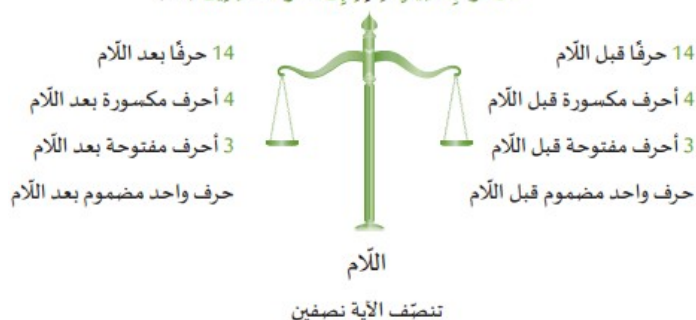 14 حرفًا قبل اللّام
14 حرفًا بعد اللّام
4 أحرف مكسورة قبل اللّام
4 أحرف مكسورة بعد اللّام
3 أحرف مفتوحة قبل اللّام
3 أحرف مفتوحة بعد اللّام
حرف واحد مضموم قبل اللّام
حرف واحد مضموم بعد اللّام
اللّام
تنصّف الآية نصفين